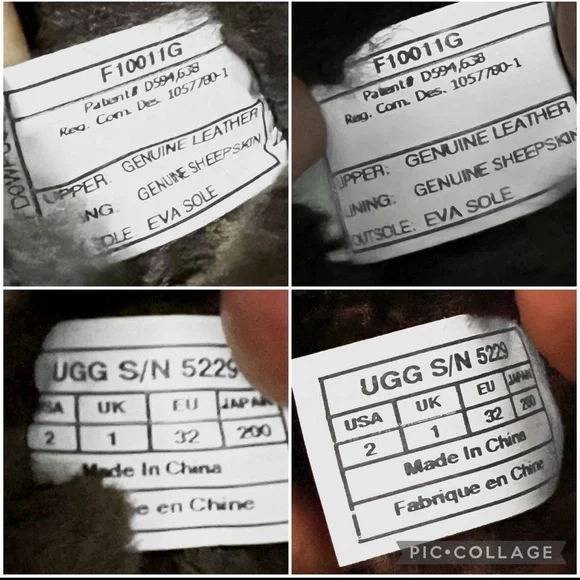 F10011G
Patent# D594,638
Reg. Com. Des. 1057780-1
UPPER: GENUINE LEATHER
NG: GENUINE SHEEPSKIN
SOLE EVA SOLE
F10011G
Patent# D594,638
Reg. Com. Des. 1057780-1
UPPER: GENUINE LEATHER
LINING: GENUINE SHEEPSKIN
OUTSOLE: EVA SOLE
UGG S/N 5229
USA UK EU JAPAN
2 1 32 200
Made In China
e en Chine
UGG S/N 5229
USA UK EU JAPAN
2 1 32 200
Made In China
Fabrique en Chine
PIC•COLLAGE